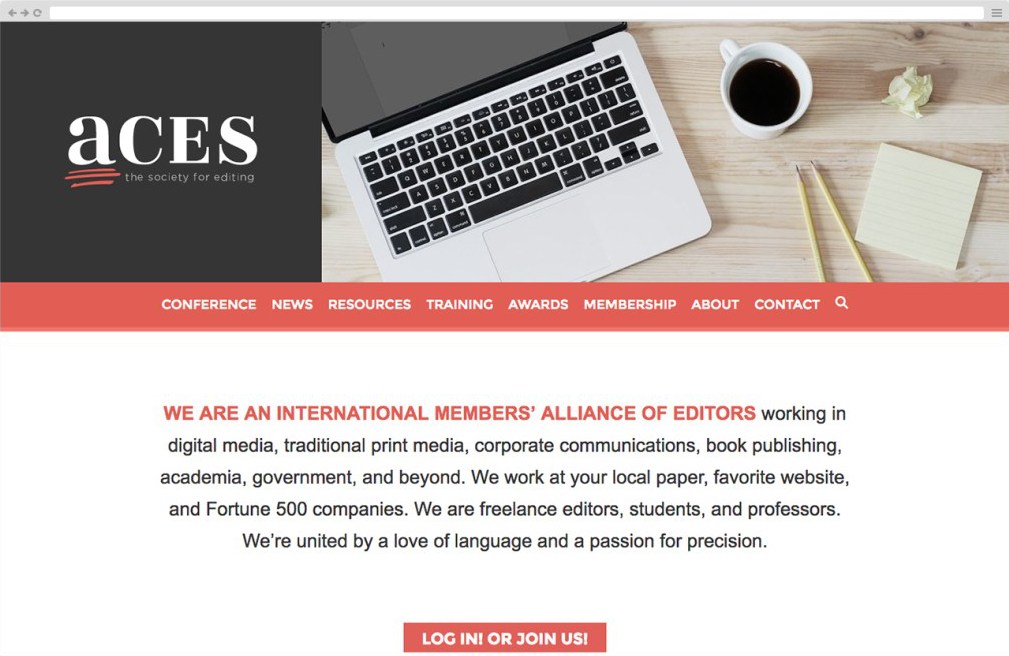 aCES
the society for editing
CONFERENCE NEWS RESOURCES TRAINING AWARDS MEMBERSHIP ABOUT CONTACT
WE ARE AN INTERNATIONAL MEMBERS’ ALLIANCE OF EDITORS working in
digital media, traditional print media, corporate communications, book publishing,
academia, government, and beyond. We work at your local paper, favorite website,
and Fortune 500 companies. We are freelance editors, students, and professors.
We’re united by a love of language and a passion for precision.
LOG IN! OR JOIN US!